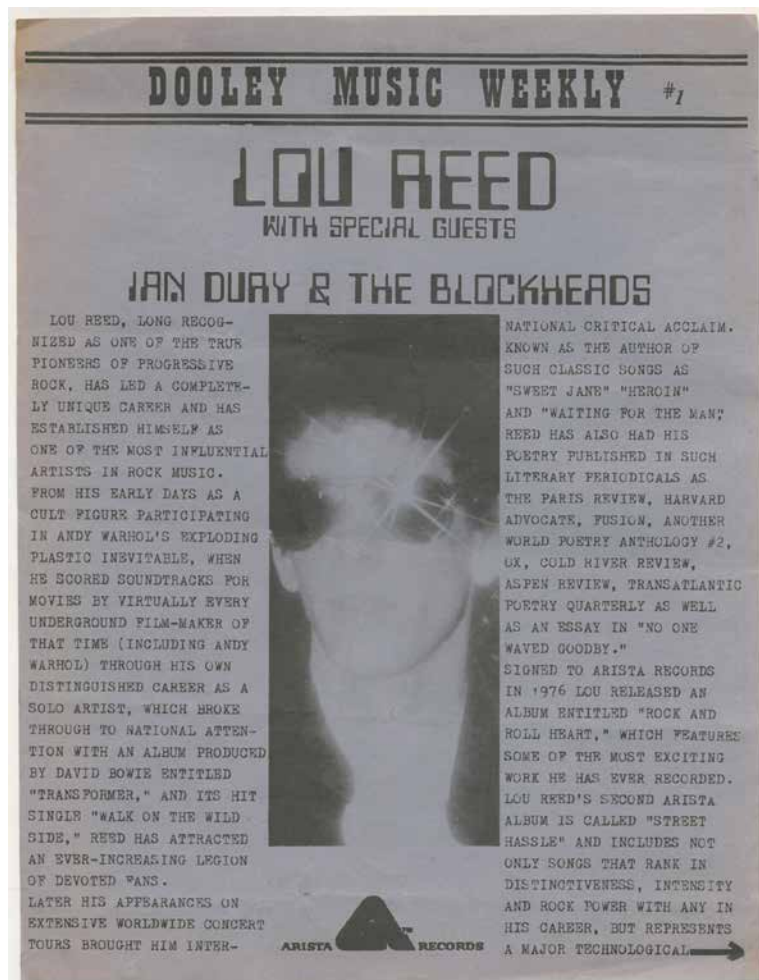 DOOLEY MUSIC WEEKLY #1
LOU REED
WITH SPECIAL GUESTS
IAN DURY & THE BLOCKHEADS
LOU REED, LONG RECOG-
NIZED AS ONE OF THE TRUE
PIONEERS OF PROGRESSIVE
ROCK, HAS LED A COMPLETE-
LY UNIQUE CAREER AND HAS
ESTABLISHED HIMSELF AS
ONE OF THE MOST INFLUENTIAL
ARTISTS IN ROCK MUSIC.
FROM HIS EARLY DAYS AS A
CULT FIGURE PARTICIPATING
IN ANDY WARHOL'S EXPLODING
PLASTIC INEVITABLE, WHEN
HE SCORED SOUNDTRACKS FOR
MOVIES BY VIRTUALLY EVERY
UNDERGROUND FILM-MAKER OF
THAT TIME (INCLUDING ANDY
WARHOL) THROUGH HIS OWN
DISTINGUISHED CAREER AS A
SOLO ARTIST, WHICH BROKE
THROUGH TO NATIONAL ATTEN-
TION WITH AN ALBUM PRODUCED
BY DAVID BOWIE ENTITLED
"TRANSFORMER," AND ITS HIT
SINGLE "WALK ON THE WILD
SIDE," REED HAS ATTRACTED
AN EVER-INCREASING LEGION
OF DEVOTED FANS.
LATER HIS APPEARANCES ON
EXTENSIVE WORLDWIDE CONCERT
TOURS BROUGHT HIM INTER-
NATIONAL CRITICAL ACCLAIM.
KNOWN AS THE AUTHOR OF
SUCH CLASSIC SONGS AS
"SWEET JANE" "HEROIN"
AND "WAITING FOR THE MAN,"
REED HAS ALSO HAD HIS
POETRY PUBLISHED IN SUCH
LITERARY PERIODICALS AS
THE PARIS REVIEW, HARVARD
ADVOCATE, FUSION, ANOTHER
WORLD POETRY ANTHOLOGY #2,
UX, COLD RIVER REVIEW,
ASPEN REVIEW, TRANSATLANTIC
POETRY QUARTERLY AS WELL
AS AN ESSAY IN "NO ONE
WAVED GOODBY."
SIGNED TO ARISTA RECORDS
IN 1976 LOU RELEASED AN
ALBUM ENTITLED "ROCK AND
ROLL HEART," WHICH FEATURES
SOME OF THE MOST EXCITING
WORK HE HAS EVER RECORDED.
LOU REED'S SECOND ARISTA
ALBUM IS CALLED "STREET
HASSLE" AND INCLUDES NOT
ONLY SONGS THAT RANK IN
DISTINCTIVENESS, INTENSITY
AND ROCK POWER WITH ANY IN
HIS CAREER, BUT REPRESENTS
A MAJOR TECHNOLOGICAL
ARISTA RECORDS